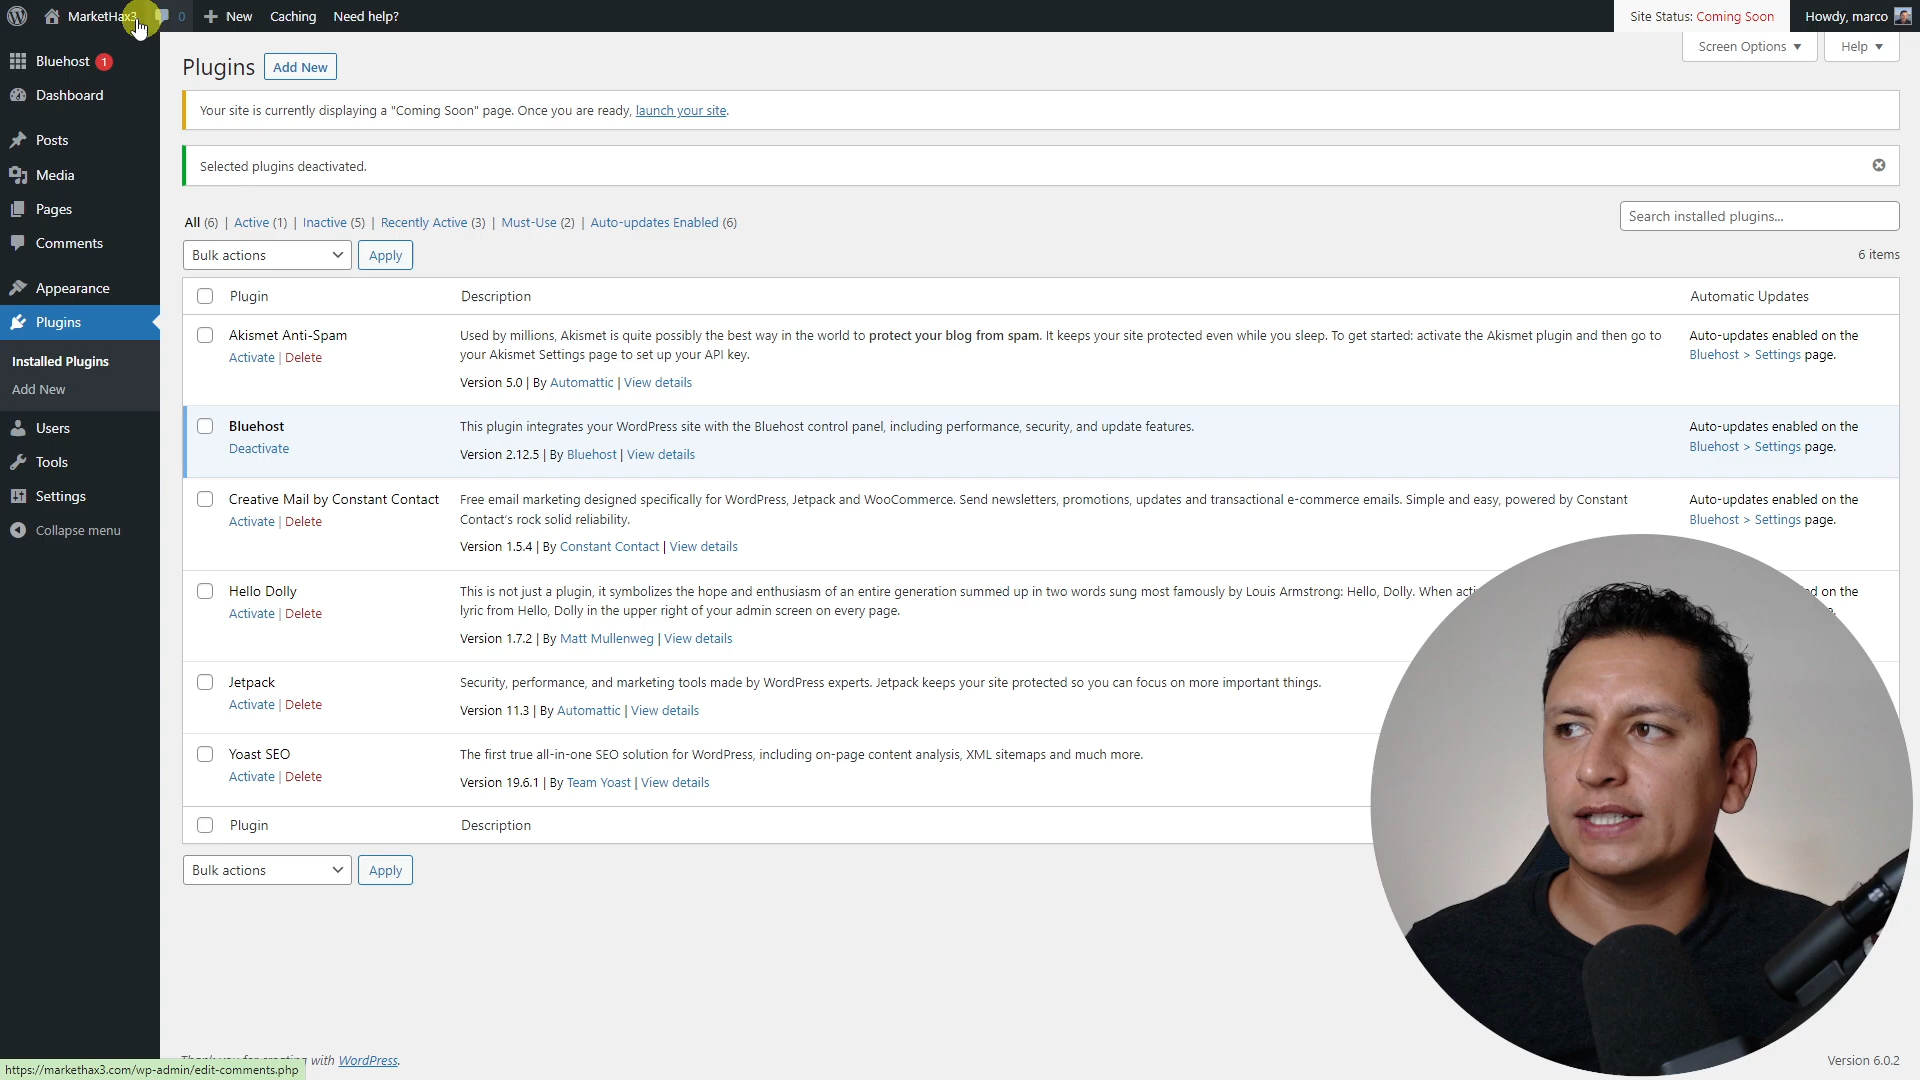 MarketHax3 0 New Caching Need help? Site Status: Coming Soon Howdy, marco
Screen Options Help
Bluehost 1
Dashboard
Posts
Media
Pages
Comments
Appearance
Plugins
Installed Plugins
Add New
Users
Tools
Settings
Collapse menu
Plugins Add New
Your site is currently displaying a "Coming Soon" page. Once you are ready, launch your site.
Selected plugins deactivated.
All (6) | Active (1) | Inactive (5) | Recently Active (3) | Must-Use (2) | Auto-updates Enabled (6)
Search installed plugins...
Bulk actions Apply 6 items
Plugin Description Automatic Updates
Akismet Anti-Spam
Activate | Delete
Used by millions, Akismet is quite possibly the best way in the world to protect your blog from spam. It keeps your site protected even while you sleep. To get started: activate the Akismet plugin and then go to
your Akismet Settings page to set up your API key.
Version 5.0 | By Automattic | View details
Auto-updates enabled on the
Bluehost > Settings page.
Bluehost
Deactivate
This plugin integrates your WordPress site with the Bluehost control panel, including performance, security, and update features.
Version 2.12.5 | By Bluehost | View details
Auto-updates enabled on the
Bluehost > Settings page.
Creative Mail by Constant Contact
Activate | Delete
Free email marketing designed specifically for WordPress, Jetpack and WooCommerce. Send newsletters, promotions, updates and transactional e-commerce emails. Simple and easy, powered by Constant
Contact's rock solid reliability.
Version 1.5.4 | By Constant Contact | View details
Auto-updates enabled on the
Bluehost > Settings page.
Hello Dolly
Activate | Delete
This is not just a plugin, it symbolizes the hope and enthusiasm of an entire generation summed up in two words sung most famously by Louis Armstrong: Hello, Dolly. When
lyric from Hello, Dolly in the upper right of your admin screen on every page.
Version 1.7.2 | By Matt Mullenweg | View details
on the
Jetpack
Activate | Delete
Security, performance, and marketing tools made by WordPress experts. Jetpack keeps your site protected so you can focus on more important things.
Version 11.3 | By Automattic | View details
Yoast SEO
Activate | Delete
The first true all-in-one SEO solution for WordPress, including on-page content analysis, XML sitemaps and much more.
Version 19.6.1 | By Team Yoast | View details
Plugin Description
Bulk actions Apply
with WordPress.
Version 6.0.2
https://markethax3.com/wp-admin/edit-comments.php